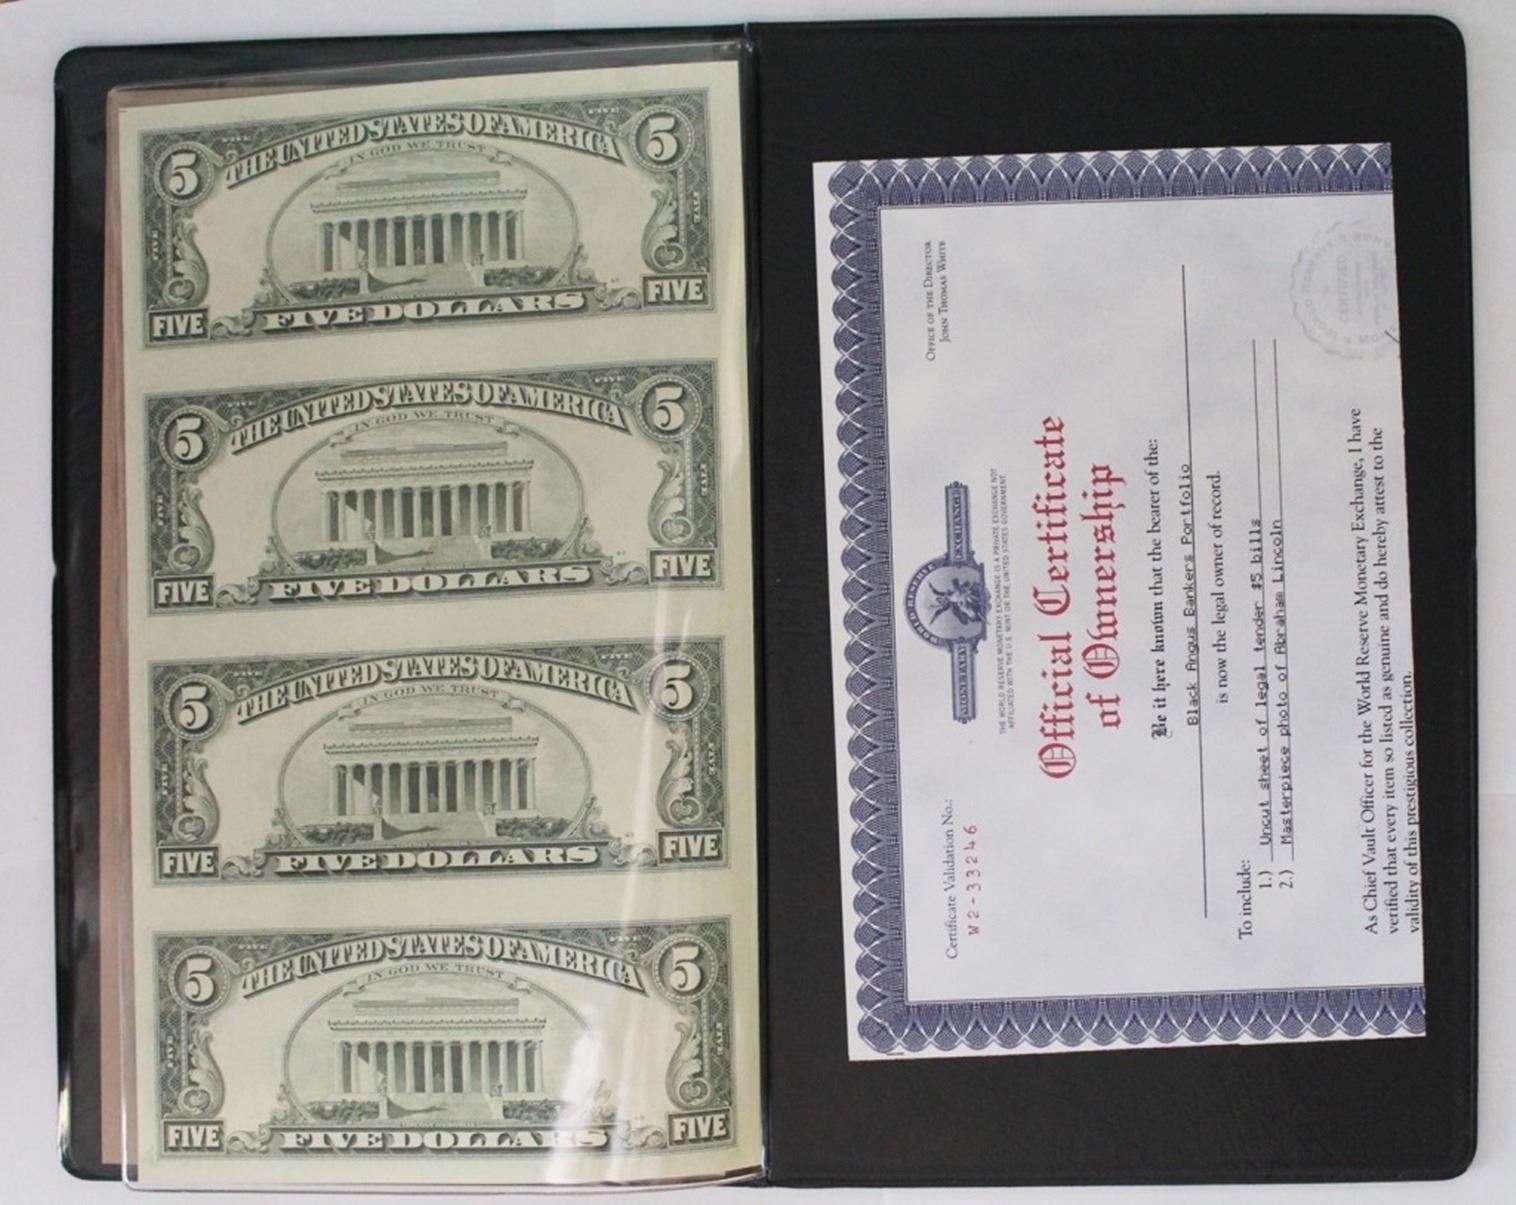 THE UNITED STATES OF AMERICA
IN GOD WE TRUST
5
5
FIVE
FIVE DOLLARS
FIVE
THE UNITED STATES OF AMERICA
IN GOD WE TRUST
5
5
FIVE
FIVE DOLLARS
FIVE
THE UNITED STATES OF AMERICA
IN GOD WE TRUST
5
5
FIVE
FIVE DOLLARS
FIVE
THE UNITED STATES OF AMERICA
IN GOD WE TRUST
5
5
FIVE
FIVE DOLLARS
FIVE
Certificate Validation No.:
W2-33246
WORLD RESERVE
MONETARY EXCHANGE
THE WORLD RESERVE MONETARY EXCHANGE IS A PRIVATE EXCHANGE NOT
AFFILIATED WITH THE U.S. MINT OR THE UNITED STATES GOVERNMENT.
OFFICE OF THE DIRECTOR
JOHN THOMAS WHITE
Official Certificate
of Ownership
Be it here known that the bearer of the:
Black Angus Bankers Portfolio
is now the legal owner of record.
To include:
1.) Uncut sheet of legal tender $5 bills
2.) Masterpiece photo of Abraham Lincoln
As Chief Vault Officer for the World Reserve Monetary Exchange, I have
verified that every item so listed as genuine and do hereby attest to the
validity of this prestigious collection.
CERTIFIED